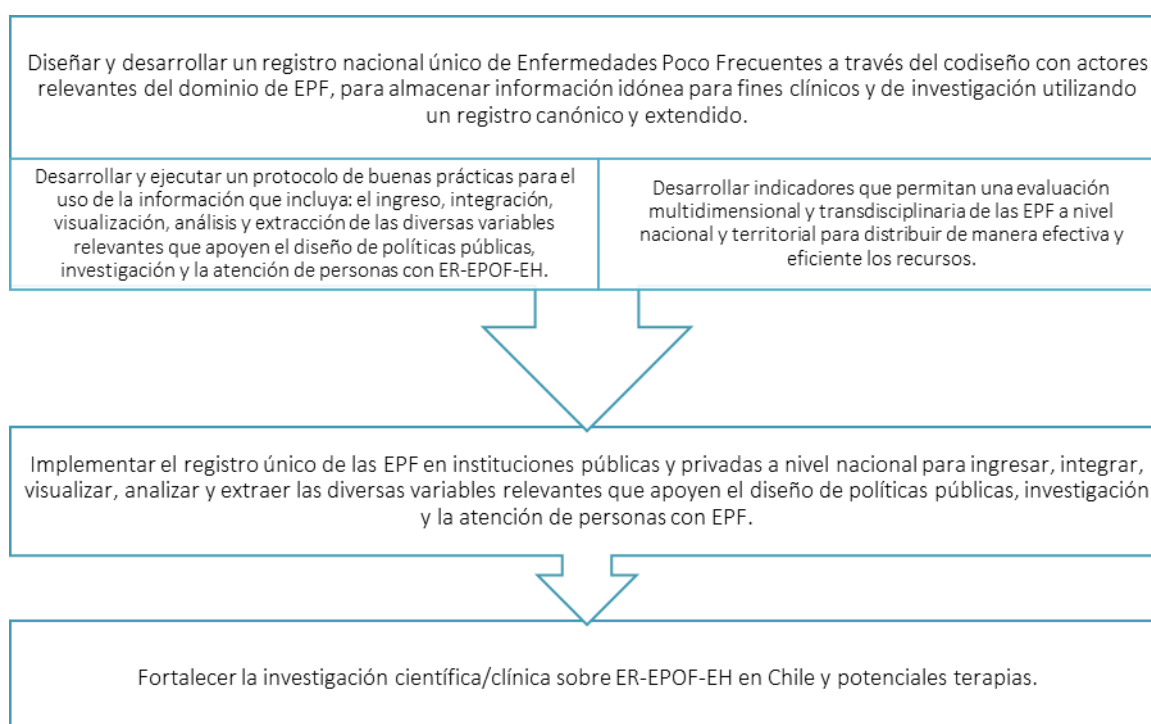 Diseñar y desarrollar un registro nacional único de Enfermedades Poco Frecuentes a través del codiseño con actores
relevantes del dominio de EPF, para almacenar información idónea para fines clínicos y de investigación utilizando
un registro canónico y extendido.
Desarrollar y ejecutar un protocolo de buenas prácticas para el
uso de la información que incluya: el ingreso, integración,
visualización, análisis y extracción de las diversas variables
relevantes que apoyen el diseño de políticas públicas,
investigación y la atención de personas con ER-EPOF-EH.
Desarrollar indicadores que permitan una evaluación
multidimensional y transdisciplinaria de las EPF a nivel
nacional y territorial para distribuir de manera efectiva y
eficiente los recursos.
Implementar el registro único de las EPF en instituciones públicas y privadas a nivel nacional para ingresar, integrar,
visualizar, analizar y extraer las diversas variables relevantes que apoyen el diseño de políticas públicas, investigación
y la atención de personas con EPF.
Fortalecer la investigación científica/clínica sobre ER-EPOF-EH en Chile y potenciales terapias.